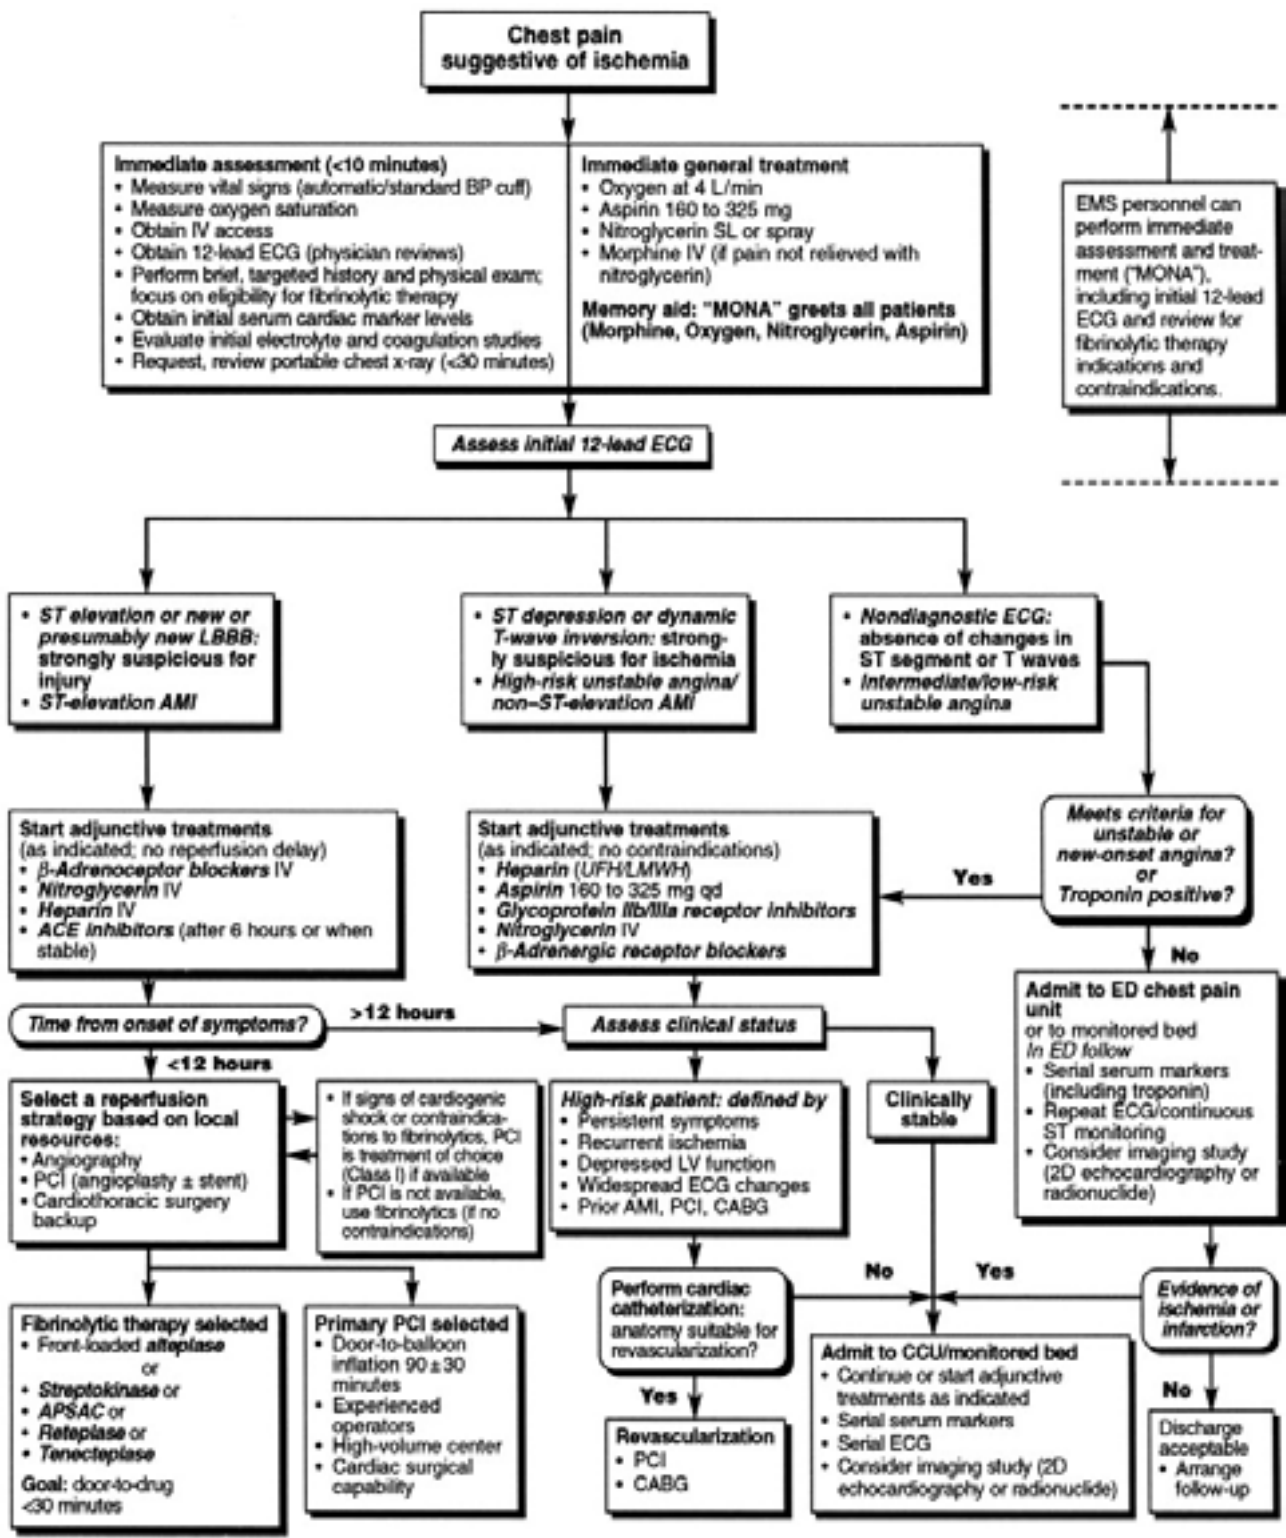 Chest pain
suggestive of ischemia
Immediate assessment (<10 minutes)
• Measure vital signs (automatic/standard BP cuff)
• Measure oxygen saturation
• Obtain IV access
• Obtain 12-lead ECG (physician reviews)
• Perform brief, targeted history and physical exam;
focus on eligibility for fibrinolytic therapy
• Obtain initial serum cardiac marker levels
• Evaluate initial electrolyte and coagulation studies
• Request, review portable chest x-ray (<30 minutes)
Immediate general treatment
• Oxygen at 4 L/min
• Aspirin 160 to 325 mg
• Nitroglycerin SL or spray
• Morphine IV (if pain not relieved with
nitroglycerin)
Memory aid: "MONA" greets all patients
(Morphine, Oxygen, Nitroglycerin, Aspirin)
EMS personnel can
perform immediate
assessment and treat-
ment ("MONA"),
including initial 12-lead
ECG and review for
fibrinolytic therapy
indications and
contraindications.
Assess initial 12-lead ECG
• ST elevation or new or
presumably new LBBB:
strongly suspicious for
injury
• ST-elevation AMI
• ST depression or dynamic
T-wave inversion: strong-
ly suspicious for ischemia
• High-risk unstable angina/
non–ST-elevation AMI
• Nondiagnostic ECG:
absence of changes in
ST segment or T waves
• Intermediate/low-risk
unstable angina
Start adjunctive treatments
(as indicated; no reperfusion delay)
• β-Adrenoceptor blockers IV
• Nitroglycerin IV
• Heparin IV
• ACE inhibitors (after 6 hours or when
stable)
Start adjunctive treatments
(as indicated; no contraindications)
• Heparin (UFH/LMWH)
• Aspirin 160 to 325 mg qd
• Glycoprotein IIb/IIIa receptor inhibitors
• Nitroglycerin IV
• β-Adrenergic receptor blockers
Yes
Meets criteria for
unstable or
new-onset angina?
or
Troponin positive?
No
Time from onset of symptoms?
>12 hours
Assess clinical status
<12 hours
Admit to ED chest pain
unit
or to monitored bed
In ED follow
• Serial serum markers
(including troponin)
• Repeat ECG/continuous
ST monitoring
• Consider imaging study
(2D echocardiography or
radionuclide)
Select a reperfusion
strategy based on local
resources:
• Angiography
• PCI (angioplasty ± stent)
• Cardiothoracic surgery
backup
• If signs of cardiogenic
shock or contraindica-
tions to fibrinolytics, PCI
is treatment of choice
(Class I) if available
• If PCI is not available,
use fibrinolytics (if no
contraindications)
High-risk patient: defined by
• Persistent symptoms
• Recurrent ischemia
• Depressed LV function
• Widespread ECG changes
• Prior AMI, PCI, CABG
Clinically
stable
Fibrinolytic therapy selected
• Front-loaded alteplase
or
• Streptokinase or
• APSAC or
• Reteplase or
• Tenecteplase
Goal: door-to-drug
<30 minutes
Primary PCI selected
• Door-to-balloon
inflation 90 ± 30
minutes
• Experienced
operators
• High-volume center
• Cardiac surgical
capability
Perform cardiac
catheterization:
anatomy suitable for
revascularization?
No
Yes
Evidence of
ischemia or
infarction?
Yes
Revascularization
• PCI
• CABG
Admit to CCU/monitored bed
• Continue or start adjunctive
treatments as indicated
• Serial serum markers
• Serial ECG
• Consider imaging study (2D
echocardiography or radionuclide)
No
Discharge
acceptable
• Arrange
follow-up